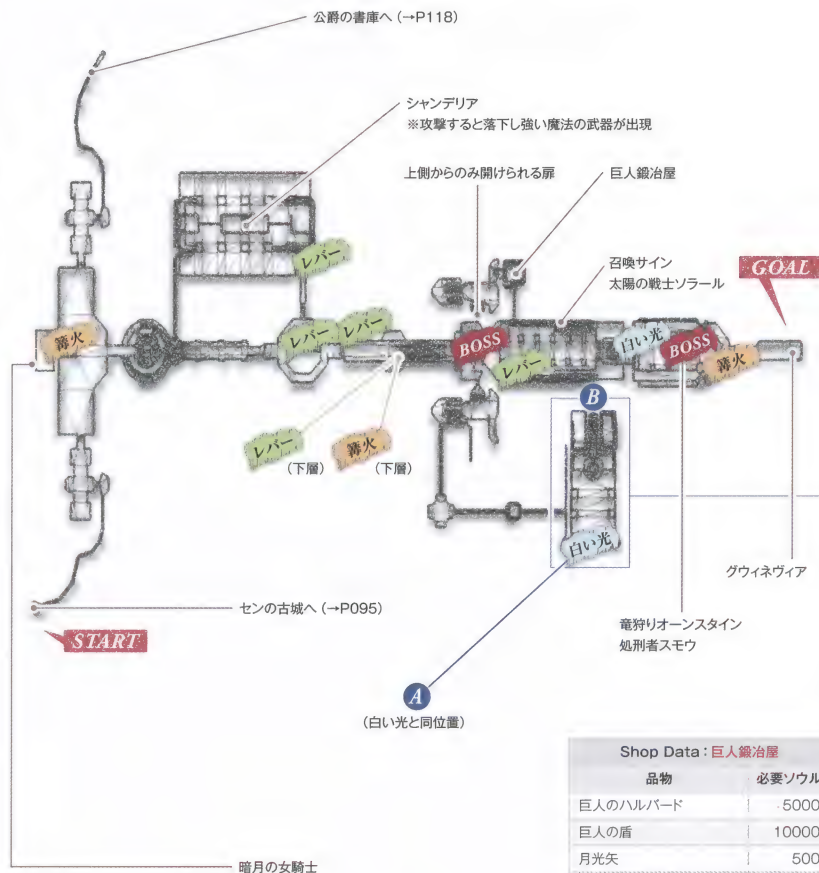 公爵の書庫へ (→P118)
シャンデリア
※攻撃すると落下し強い魔法の武器が出現
上側からのみ開けられる扉
巨人鍛冶屋
召喚サイン
太陽の戦士ソラール
GOAL
レバー
篝火
レバー
レバー
BOSS
レバー
白い光
BOSS
篝火
B
レバー
(下層)
篝火
(下層)
白い光
グウィネヴィア
センの古城へ (→P095)
START
竜狩りオーンスタイン
処刑者スモウ
A
(白い光と同位置)
Shop Data：巨人鍛冶屋
品物 必要ソウル
巨人のハルバード 5000
巨人の盾 10000
月光矢 500
暗月の女騎士